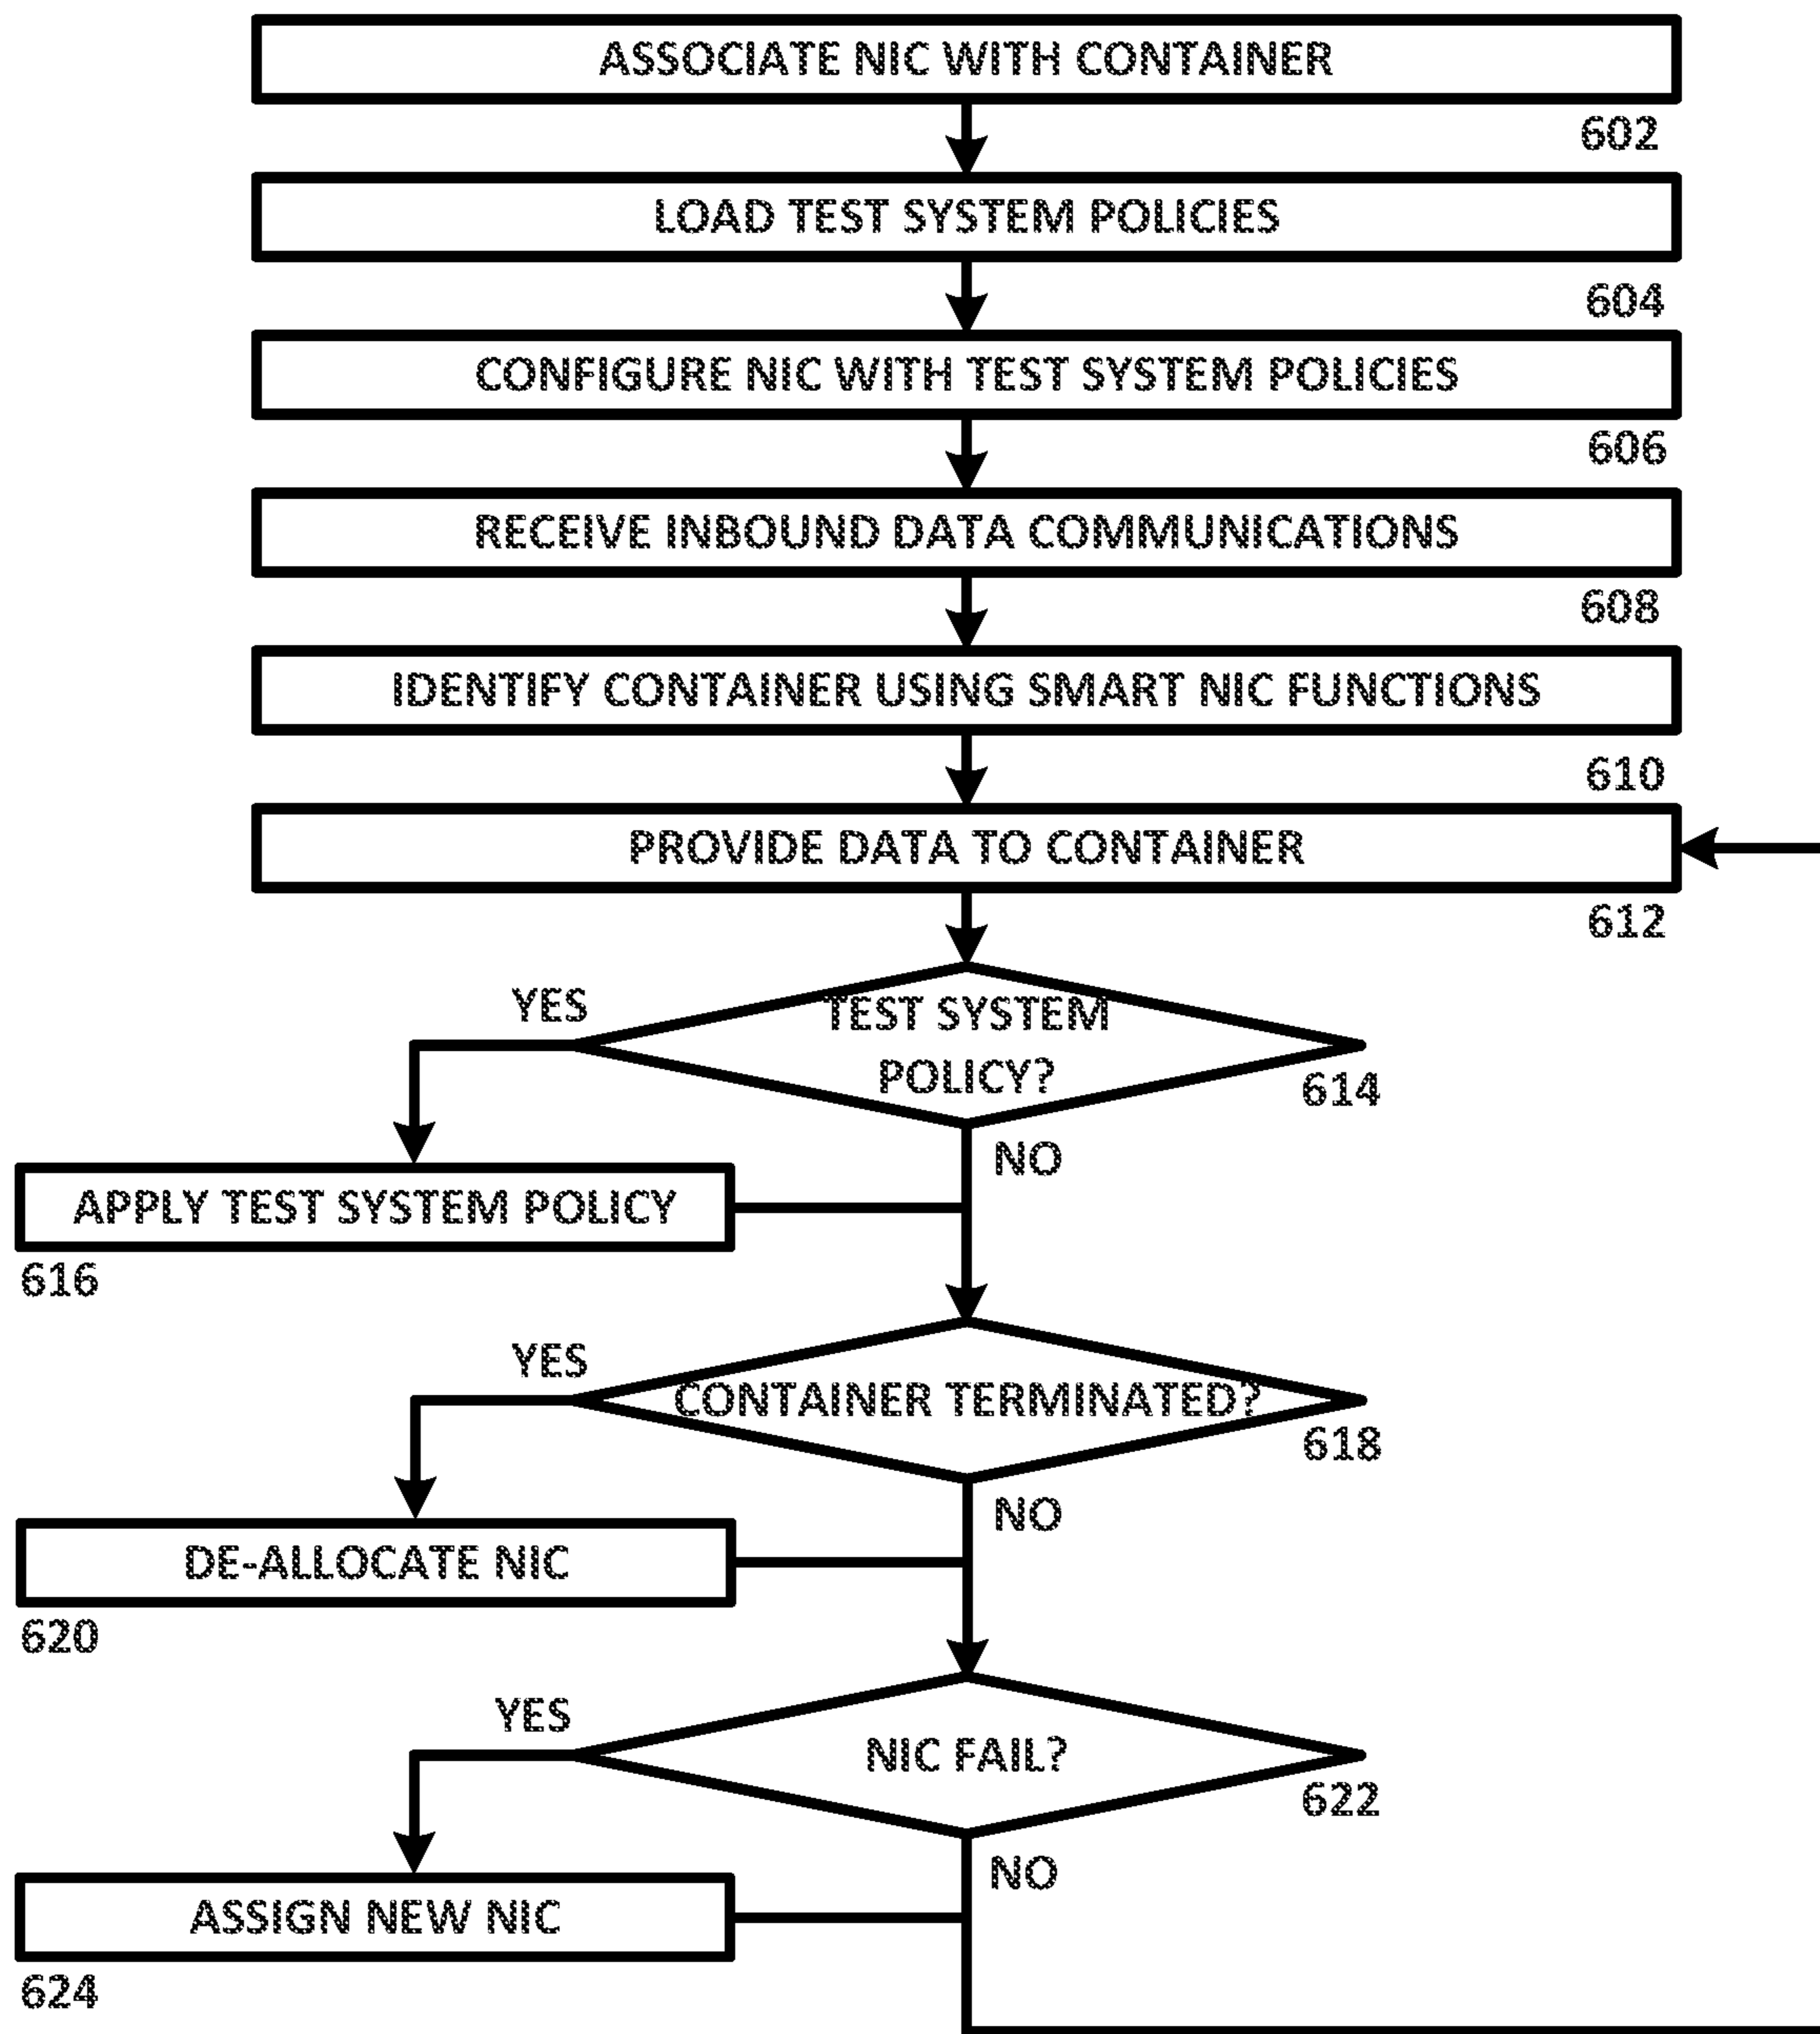 ASSOCIATE NIC WITH CONTAINER
602
LOAD TEST SYSTEM POLICIES
604
CONFIGURE NIC WITH TEST SYSTEM POLICIES
606
RECEIVE INBOUND DATA COMMUNICATIONS
608
IDENTIFY CONTAINER USING SMART NIC FUNCTIONS
610
PROVIDE DATA TO CONTAINER
612
YES
TEST SYSTEM
POLICY?
614
NO
APPLY TEST SYSTEM POLICY
616
YES
CONTAINER TERMINATED?
618
NO
DE-ALLOCATE NIC
620
YES
NIC FAIL?
622
NO
ASSIGN NEW NIC
624